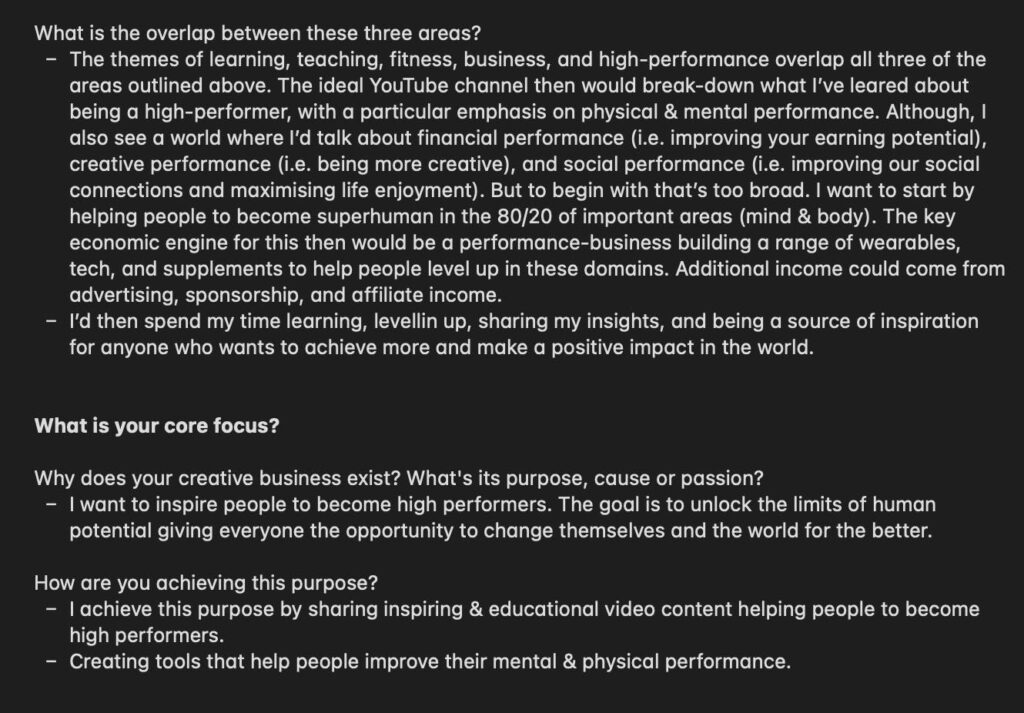 What is the overlap between these three areas?
– The themes of learning, teaching, fitness, business, and high-performance overlap all three of the
areas outlined above. The ideal YouTube channel then would break-down what I’ve leared about
being a high-performer, with a particular emphasis on physical & mental performance. Although, I
also see a world where I’d talk about financial performance (i.e. improving your earning potential),
creative performance (i.e. being more creative), and social performance (i.e. improving our social
connections and maximising life enjoyment). But to begin with that’s too broad. I want to start by
helping people to become superhuman in the 80/20 of important areas (mind & body). The key
economic engine for this then would be a performance-business building a range of wearables,
tech, and supplements to help people level up in these domains. Additional income could come from
advertising, sponsorship, and affiliate income.
– I’d then spend my time learning, levellin up, sharing my insights, and being a source of inspiration
for anyone who wants to achieve more and make a positive impact in the world.
What is your core focus?
Why does your creative business exist? What's its purpose, cause or passion?
– I want to inspire people to become high performers. The goal is to unlock the limits of human
potential giving everyone the opportunity to change themselves and the world for the better.
How are you achieving this purpose?
– I achieve this purpose by sharing inspiring & educational video content helping people to become
high performers.
– Creating tools that help people improve their mental & physical performance.